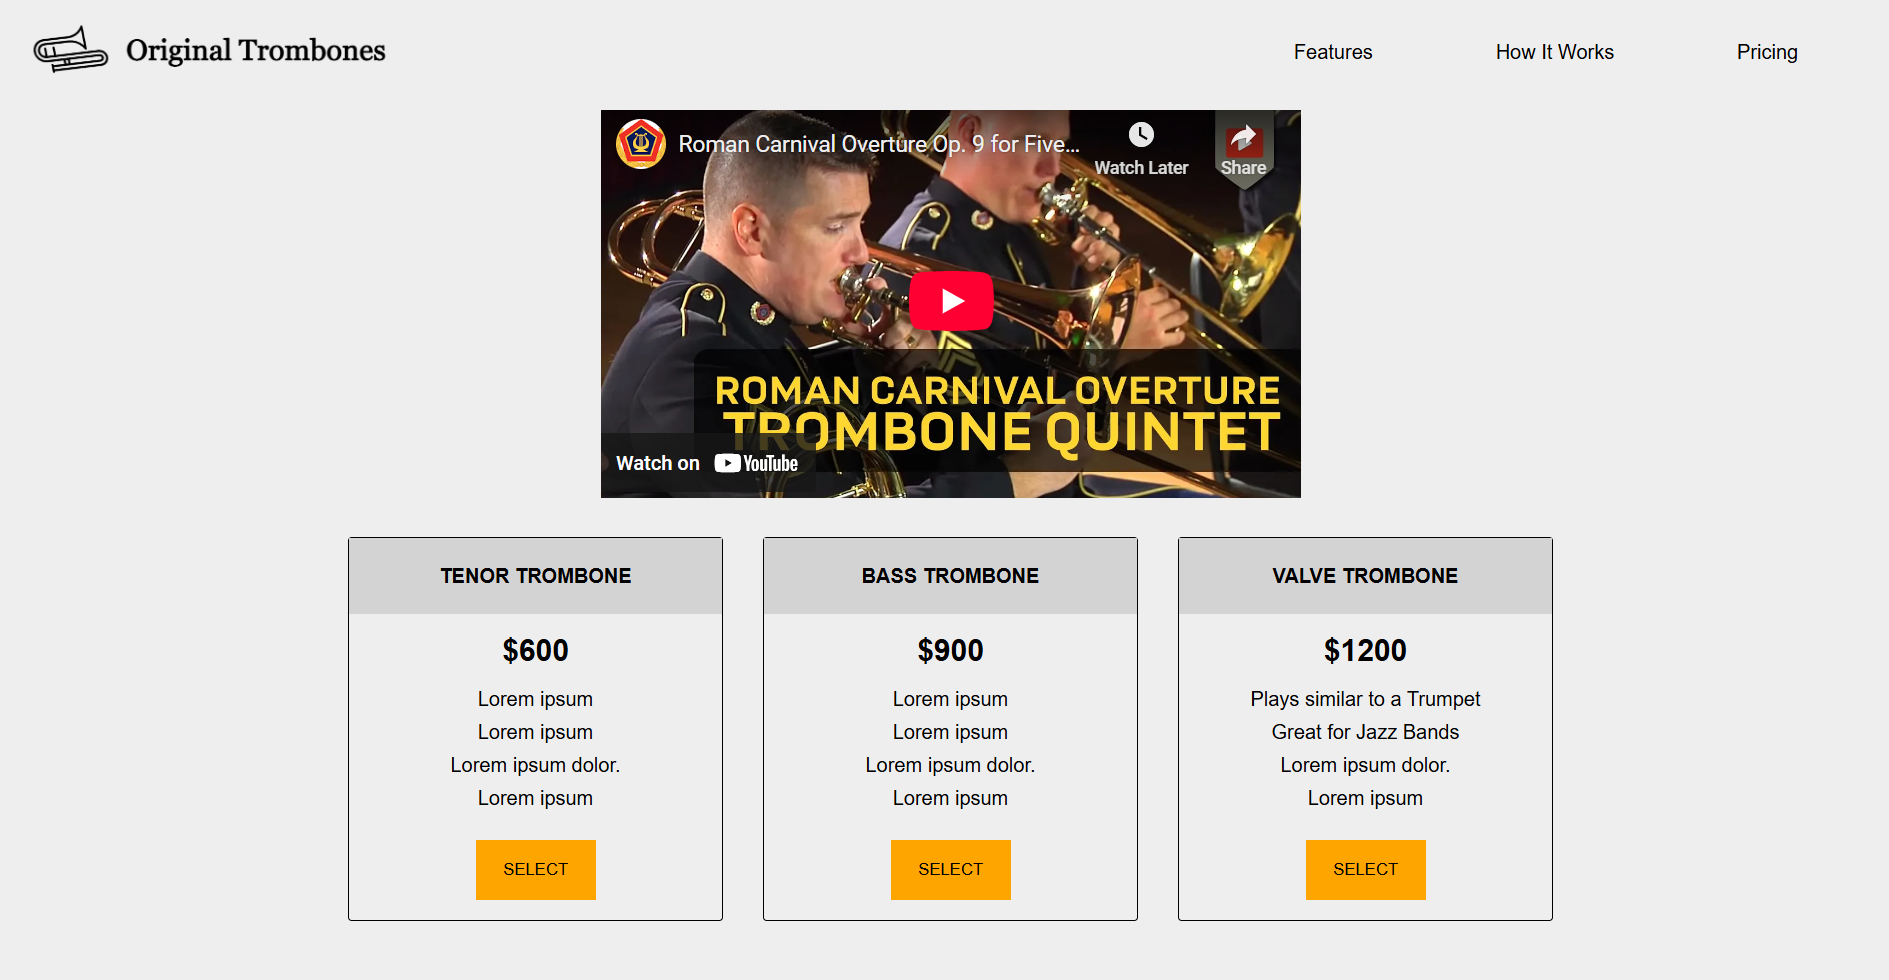 Original Trombones
Features
How It Works
Pricing
Roman Carnival Overture Op. 9 for Five...
Watch Later
Share
ROMAN CARNIVAL OVERTURE
TROMBONE QUINTET
Watch on YouTube
TENOR TROMBONE
$600
Lorem ipsum
Lorem ipsum
Lorem ipsum dolor.
Lorem ipsum
SELECT
BASS TROMBONE
$900
Lorem ipsum
Lorem ipsum
Lorem ipsum dolor.
Lorem ipsum
SELECT
VALVE TROMBONE
$1200
Plays similar to a Trumpet
Great for Jazz Bands
Lorem ipsum dolor.
Lorem ipsum
SELECT